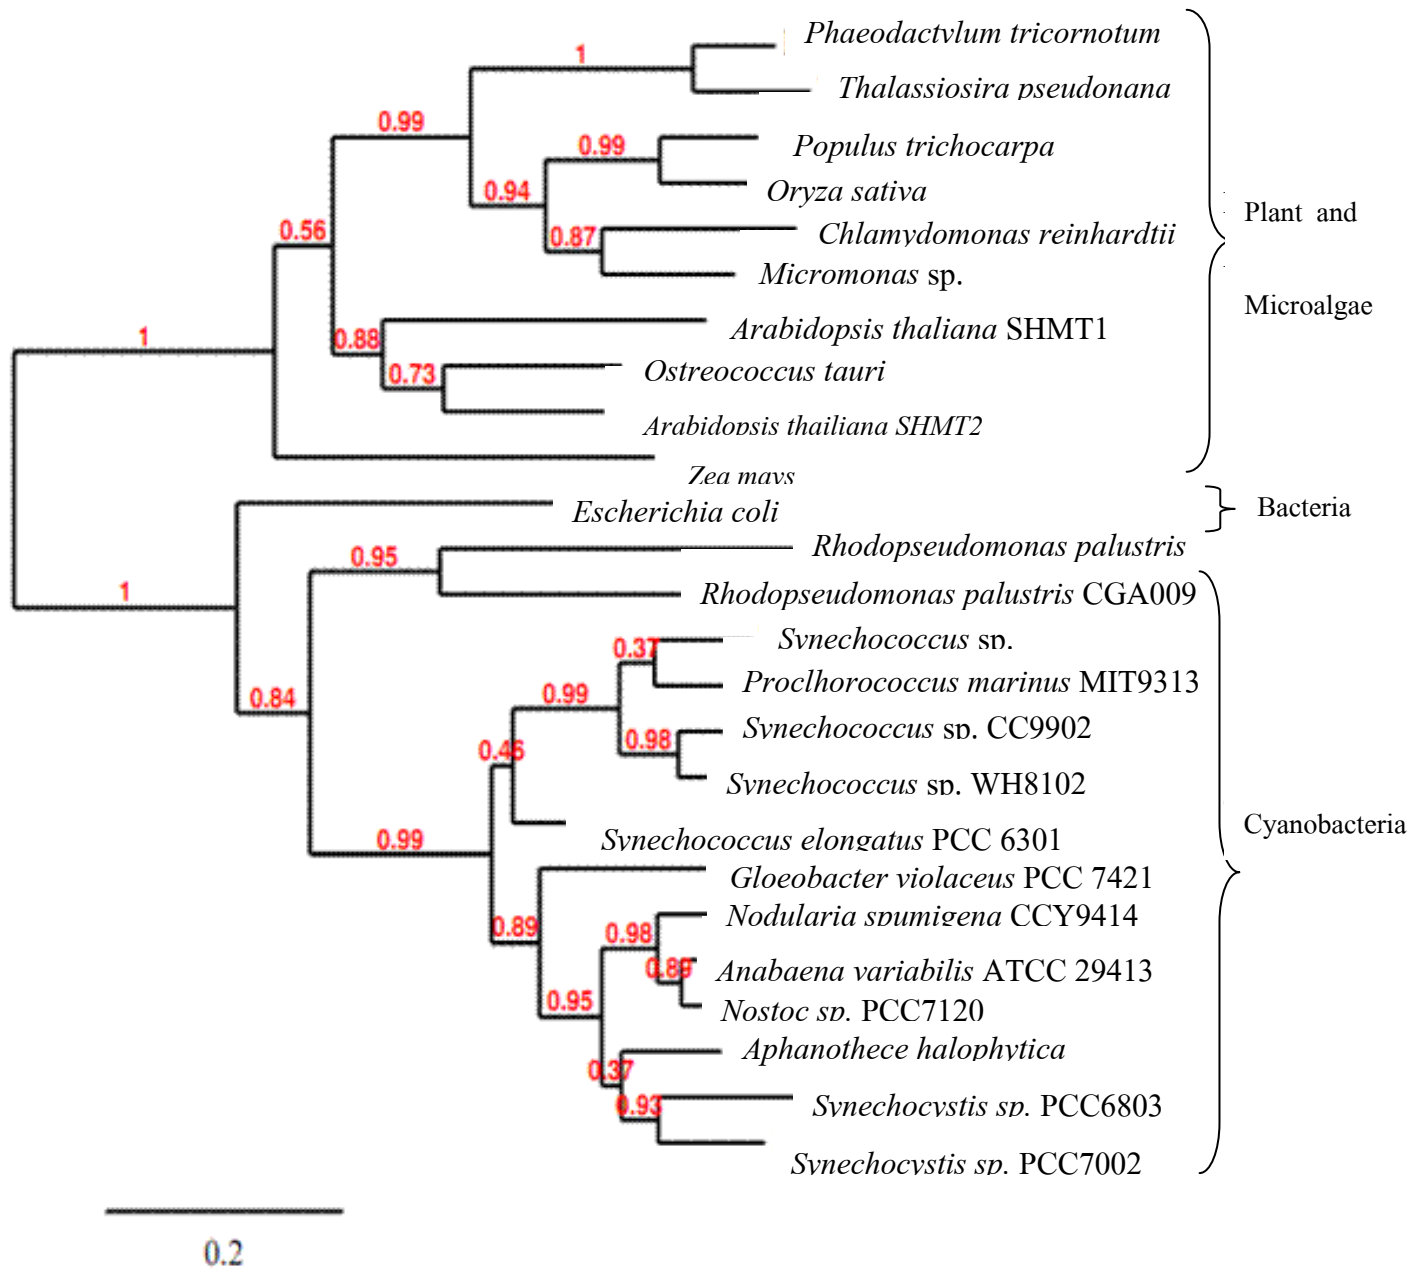 Phaeodactylum tricornotum
1
Thalassiosira pseudonana
0.99
0.99
Populus trichocarpa
0.94
Oryza sativa
Plant and
0.56
0.87
Chlamydomonas reinhardtii
Micromonas sp.
Microalgae
1
0.88
Arabidopsis thaliana SHMT1
0.73
Ostreococcus tauri
Arabidopsis thailiana SHMT2
Zea mays
Escherichia coli
Bacteria
0.95
Rhodopseudomonas palustris
1
Rhodopseudomonas palustris CGA009
0.37
Synechococcus sp.
0.84
0.99
Proclhorococcus marinus MIT9313
0.46
0.98
Synechococcus sp. CC9902
Synechococcus sp. WH8102
0.99
Synechococcus elongatus PCC 6301
Cyanobacteria
Gloeobacter violaceus PCC 7421
0.89
0.98
Nodularia spumigena CCY9414
0.89
Anabaena variabilis ATCC 29413
0.95
Nostoc sp. PCC7120
0.37
Aphanothece halophytica
0.93
Synechocystis sp. PCC6803
Synechocystis sp. PCC7002
0.2